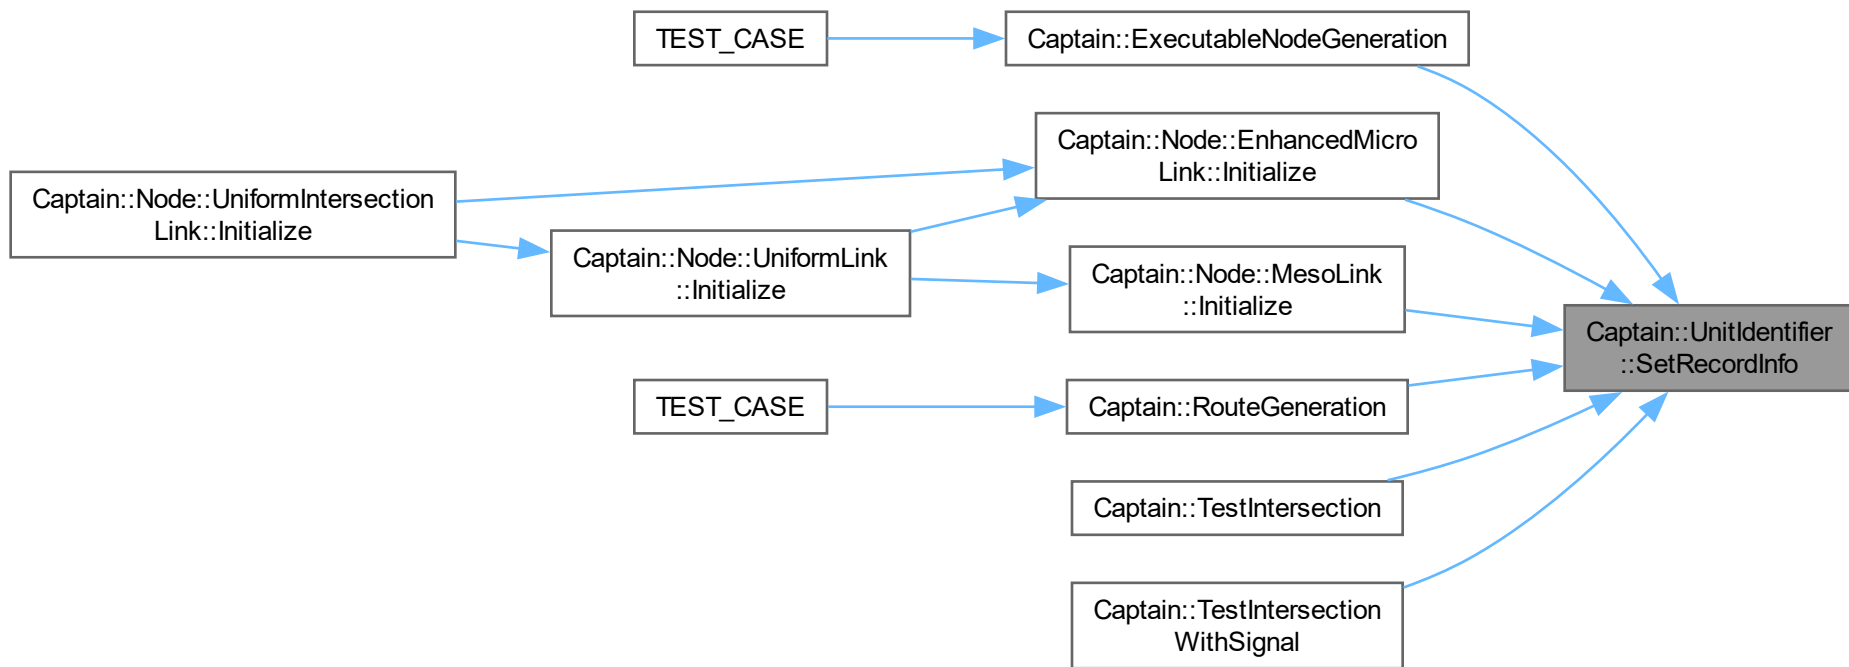 TEST_CASE
Captain::ExecutableNodeGeneration
Captain::Node::EnhancedMicro
Link::Initialize
Captain::Node::UniformIntersection
Link::Initialize
Captain::Node::UniformLink
::Initialize
Captain::Node::MesoLink
::Initialize
Captain::UnitIdentifier
::SetRecordInfo
TEST_CASE
Captain::RouteGeneration
Captain::TestIntersection
Captain::TestIntersection
WithSignal